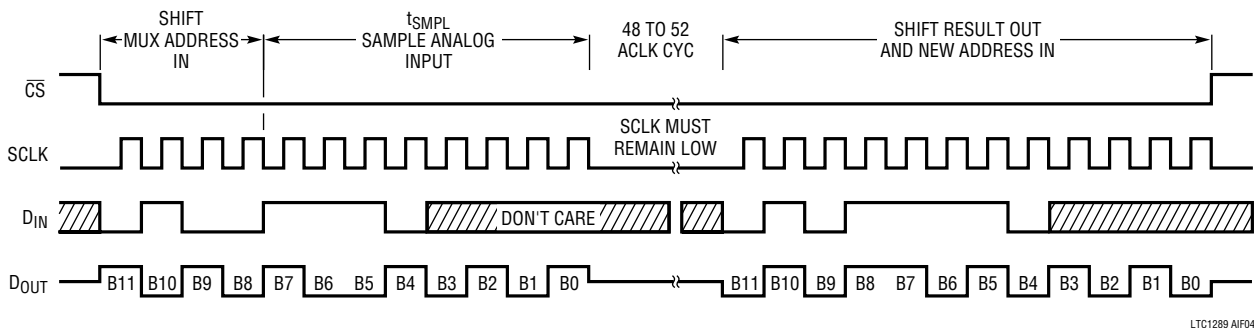 SHIFT
MUX ADDRESS
IN
tSMPL
SAMPLE ANALOG
INPUT
48 TO 52
ACLK CYC
SHIFT RESULT OUT
AND NEW ADDRESS IN
CS
SCLK
SCLK MUST
REMAIN LOW
DIN
DON'T CARE
DOUT
B11 B10 B9 B8 B7 B6 B5 B4 B3 B2 B1 B0
B11 B10 B9 B8 B7 B6 B5 B4 B3 B2 B1 B0
LTC1289 AIF04